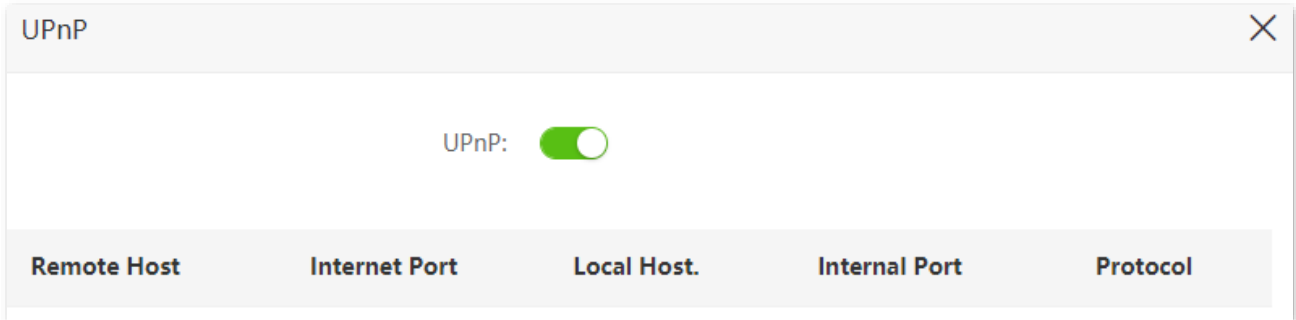 UPnP
UPnP:
Remote Host Internet Port Local Host. Internal Port Protocol